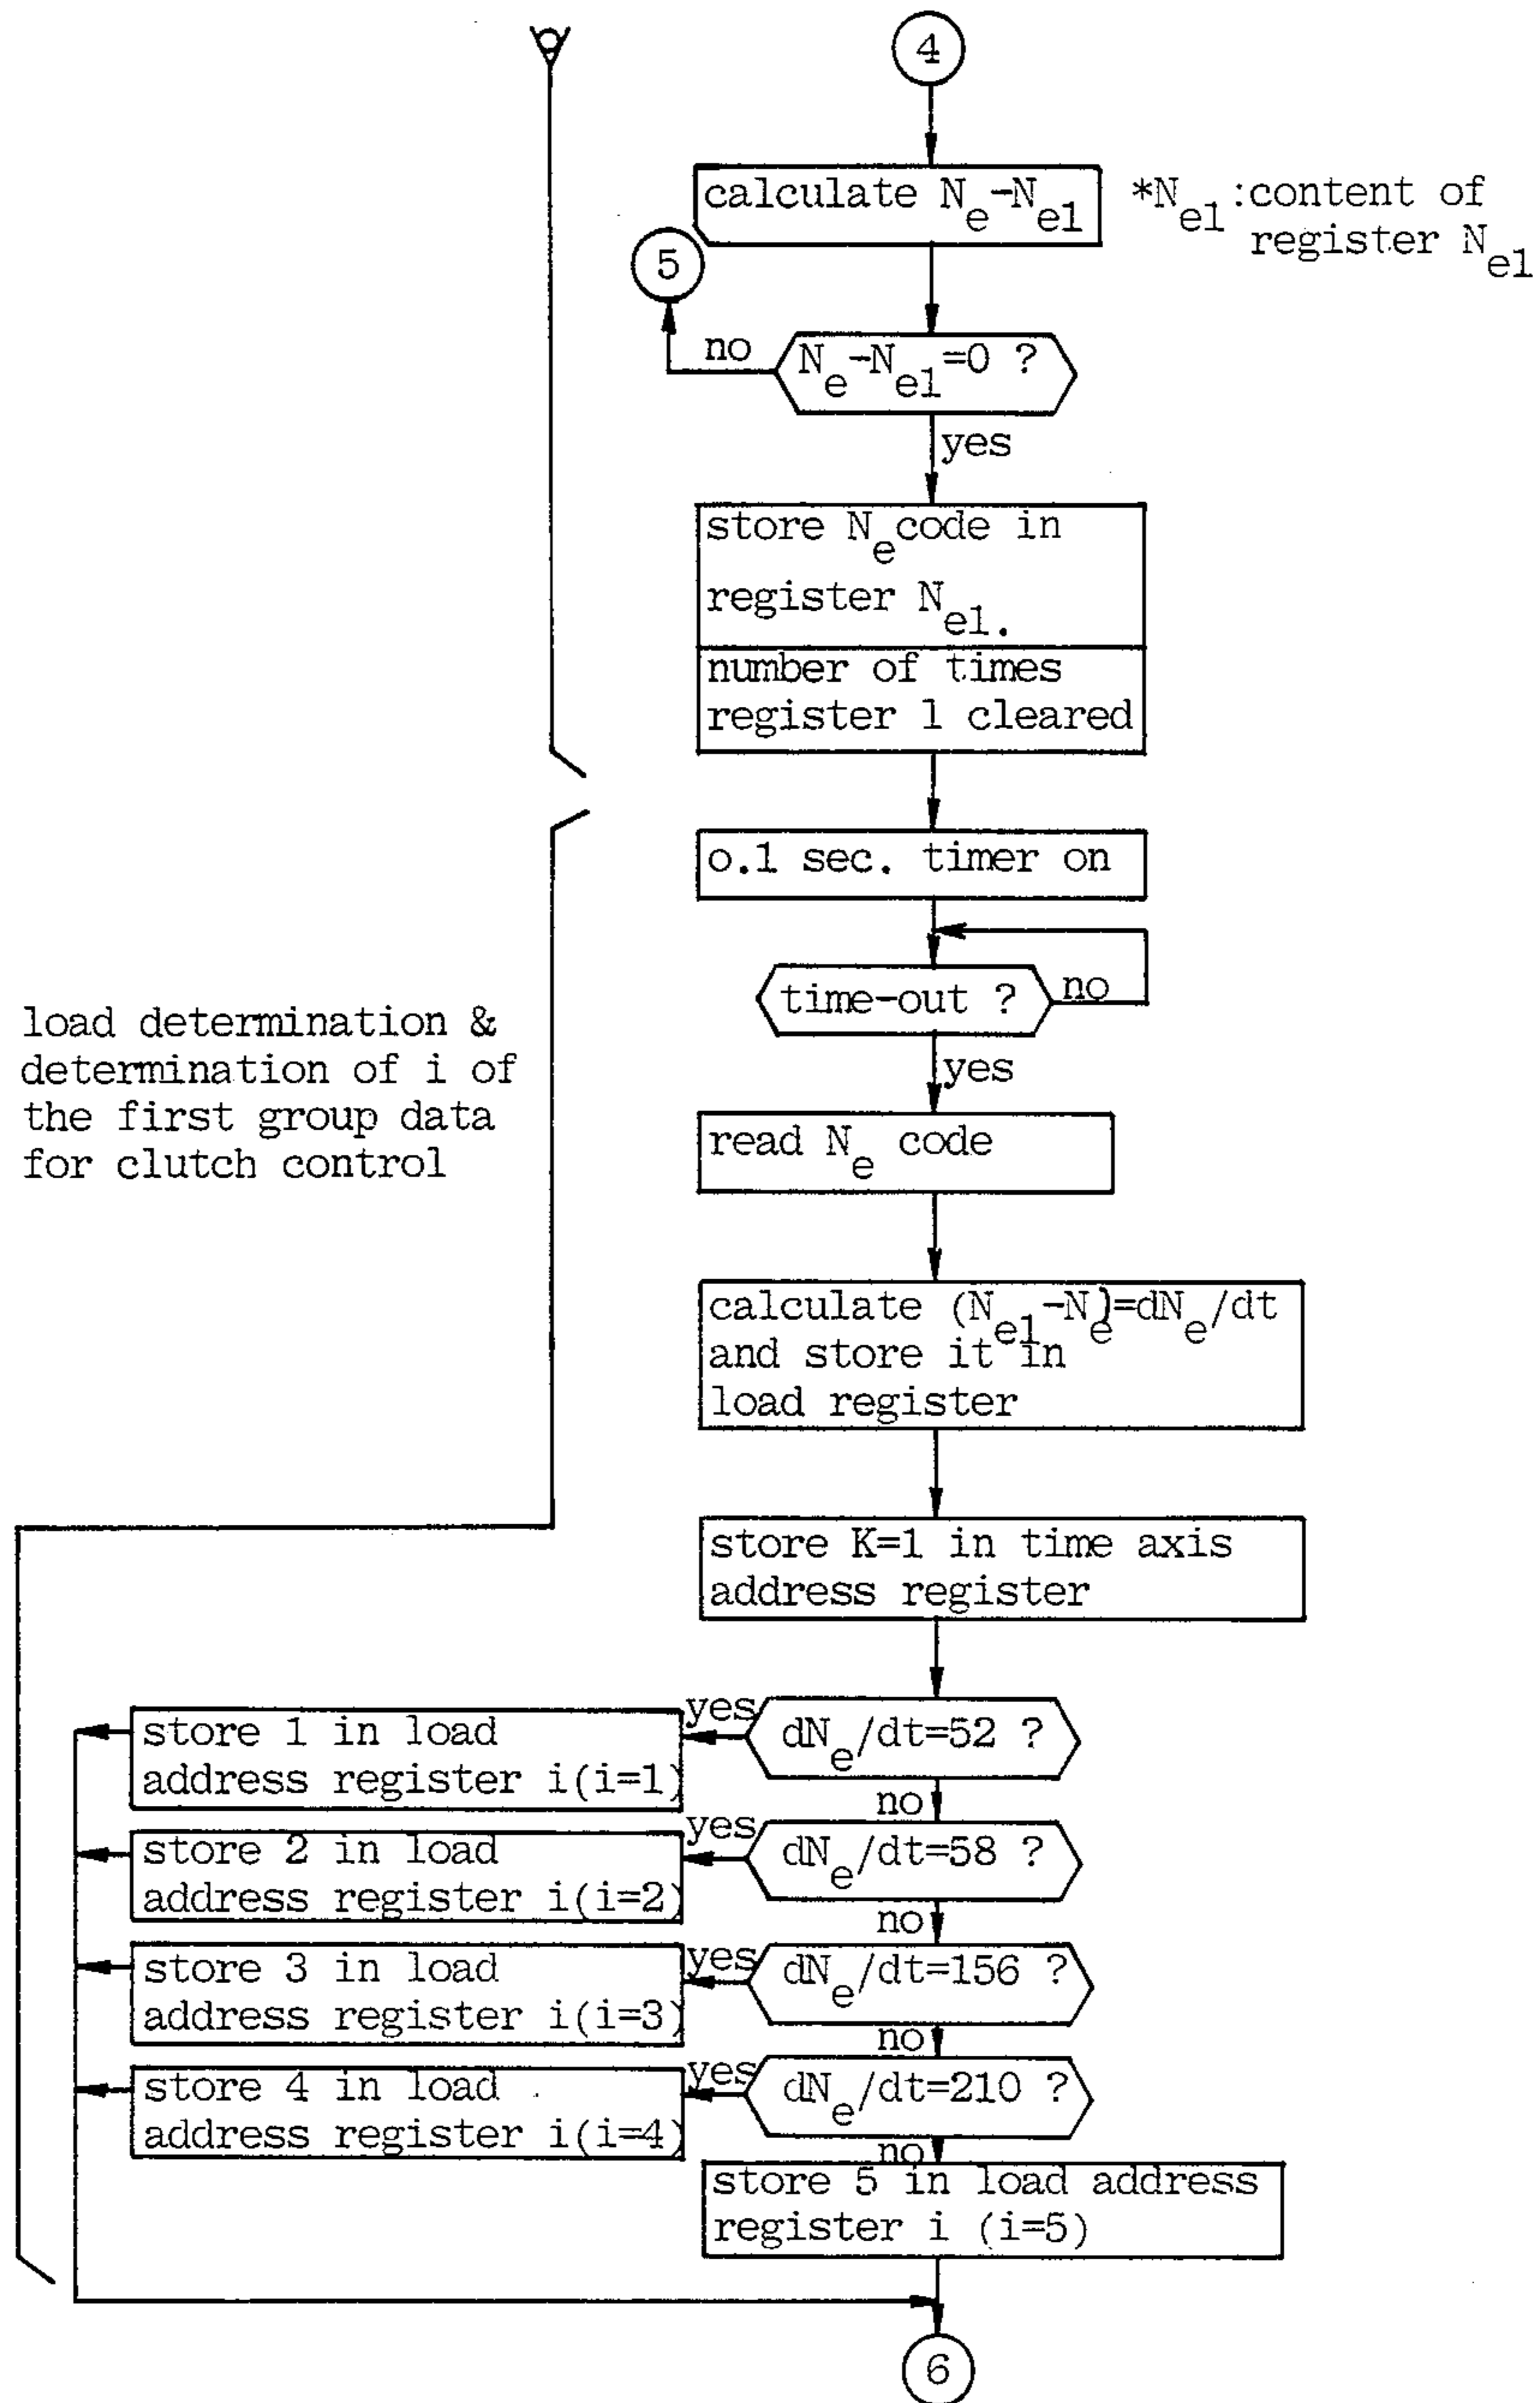 4
calculate Ne-Ne1
*Ne1:content of
register Ne1
5
no
Ne-Ne1=0 ?
yes
store Ne code in
register Ne1.
number of times
register 1 cleared
o.1 sec. timer on
time-out ?
no
yes
load determination &
determination of i of
the first group data
for clutch control
read Ne code
calculate (Ne1-Ne)=dNe/dt
and store it in
load register
store K=1 in time axis
address register
dNe/dt=52 ?
yes
store 1 in load
address register i(i=1)
no
dNe/dt=58 ?
yes
store 2 in load
address register i(i=2)
no
dNe/dt=156 ?
yes
store 3 in load
address register i(i=3)
no
dNe/dt=210 ?
yes
store 4 in load
address register i(i=4)
no
store 5 in load address
register i (i=5)
6